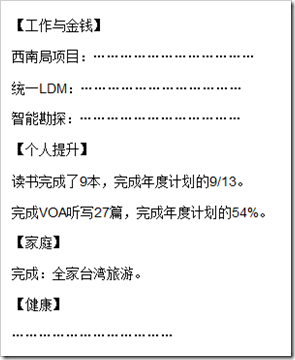 【工作与金钱】
西南局项目：……………………………
统一LDM：……………………………
智能勘探：……………………………
【个人提升】
读书完成了9本，完成年度计划的9/13。
完成VOA听写27篇，完成年度计划的54%。
【家庭】
完成：全家台湾旅游。
【健康】
……………………………